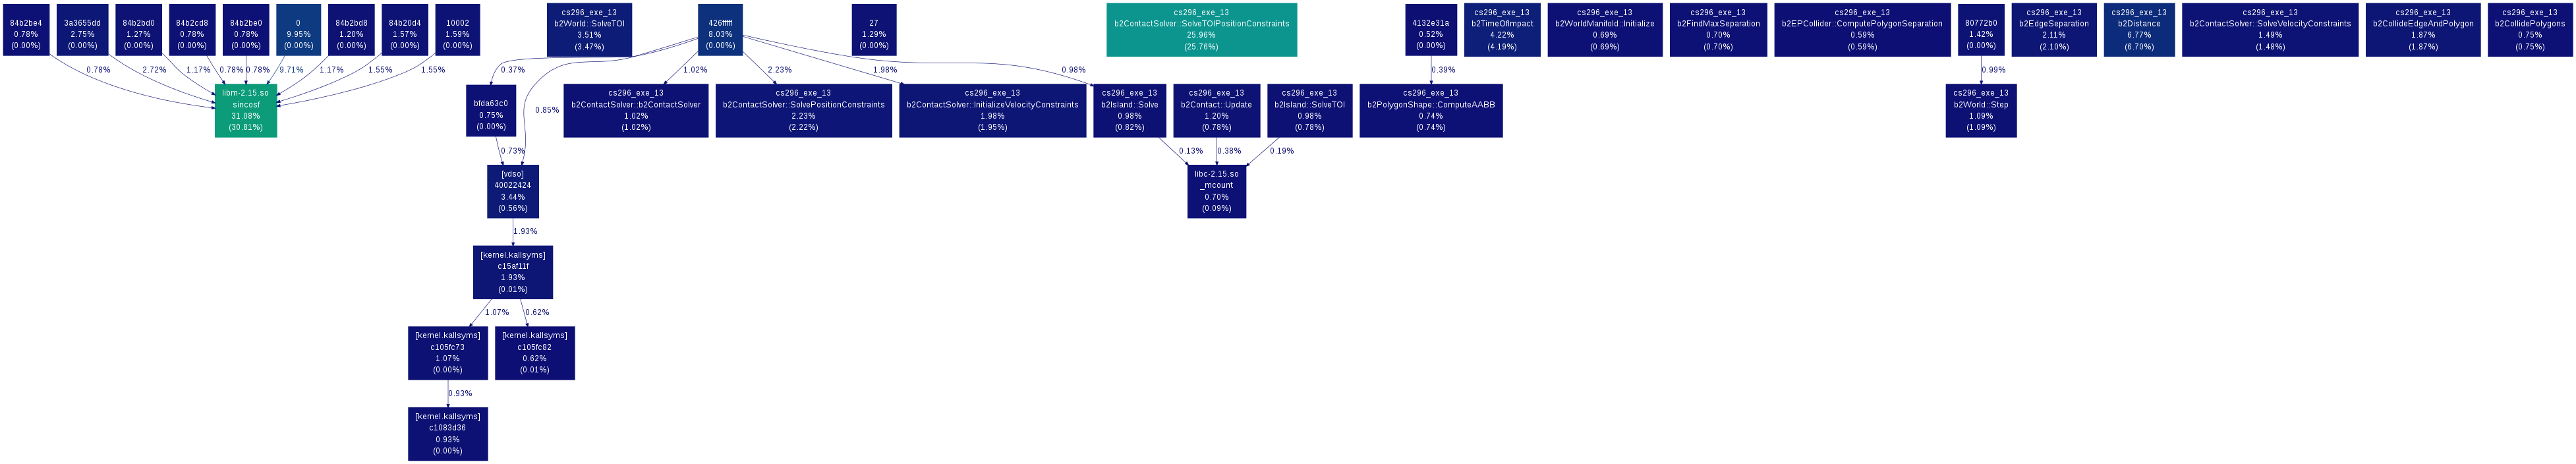 84b2be4
0.78%
(0.00%)
3a3655dd
2.75%
(0.00%)
84b2bd0
1.27%
(0.00%)
84b2cd8
0.78%
(0.00%)
84b2be0
0.78%
(0.00%)
0
9.95%
(0.00%)
84b2bd8
1.20%
(0.00%)
84b20d4
1.57%
(0.00%)
10002
1.59%
(0.00%)
cs296_exe_13
b2World::SolveTOI
3.51%
(3.47%)
426fffff
8.03%
(0.00%)
27
1.29%
(0.00%)
cs296_exe_13
b2ContactSolver::SolveTOIPositionConstraints
25.96%
(25.76%)
4132e31a
0.52%
(0.00%)
cs296_exe_13
b2TimeOfImpact
4.22%
(4.19%)
cs296_exe_13
b2WorldManifold::Initialize
0.69%
(0.69%)
cs296_exe_13
b2FindMaxSeparation
0.70%
(0.70%)
cs296_exe_13
b2EPCollider::ComputePolygonSeparation
0.59%
(0.59%)
80772b0
1.42%
(0.00%)
cs296_exe_13
b2EdgeSeparation
2.11%
(2.10%)
cs296_exe_13
b2Distance
6.77%
(6.70%)
cs296_exe_13
b2ContactSolver::SolveVelocityConstraints
1.49%
(1.48%)
cs296_exe_13
b2CollideEdgeAndPolygon
1.87%
(1.87%)
cs296_exe_13
b2CollidePolygons
0.75%
(0.75%)
0.78%
2.72%
1.17%
0.78%
0.78%
9.71%
1.17%
1.55%
1.55%
0.37%
0.85%
1.02%
2.23%
1.98%
0.98%
0.39%
0.99%
libm-2.15.so
sincosf
31.08%
(30.81%)
bfda63c0
0.75%
(0.00%)
cs296_exe_13
b2ContactSolver::b2ContactSolver
1.02%
(1.02%)
cs296_exe_13
b2ContactSolver::SolvePositionConstraints
2.23%
(2.22%)
cs296_exe_13
b2ContactSolver::InitializeVelocityConstraints
1.98%
(1.95%)
cs296_exe_13
b2Island::Solve
0.98%
(0.82%)
cs296_exe_13
b2Contact::Update
1.20%
(0.78%)
cs296_exe_13
b2Island::SolveTOI
0.98%
(0.78%)
cs296_exe_13
b2PolygonShape::ComputeAABB
0.74%
(0.74%)
cs296_exe_13
b2World::Step
1.09%
(1.09%)
0.73%
0.13%
0.38%
0.19%
[vdso]
40022424
3.44%
(0.56%)
libc-2.15.so
_mcount
0.70%
(0.09%)
1.93%
[kernel.kallsyms]
c15af11f
1.93%
(0.01%)
1.07%
0.62%
[kernel.kallsyms]
c105fc73
1.07%
(0.00%)
[kernel.kallsyms]
c105fc82
0.62%
(0.01%)
0.93%
[kernel.kallsyms]
c1083d36
0.93%
(0.00%)